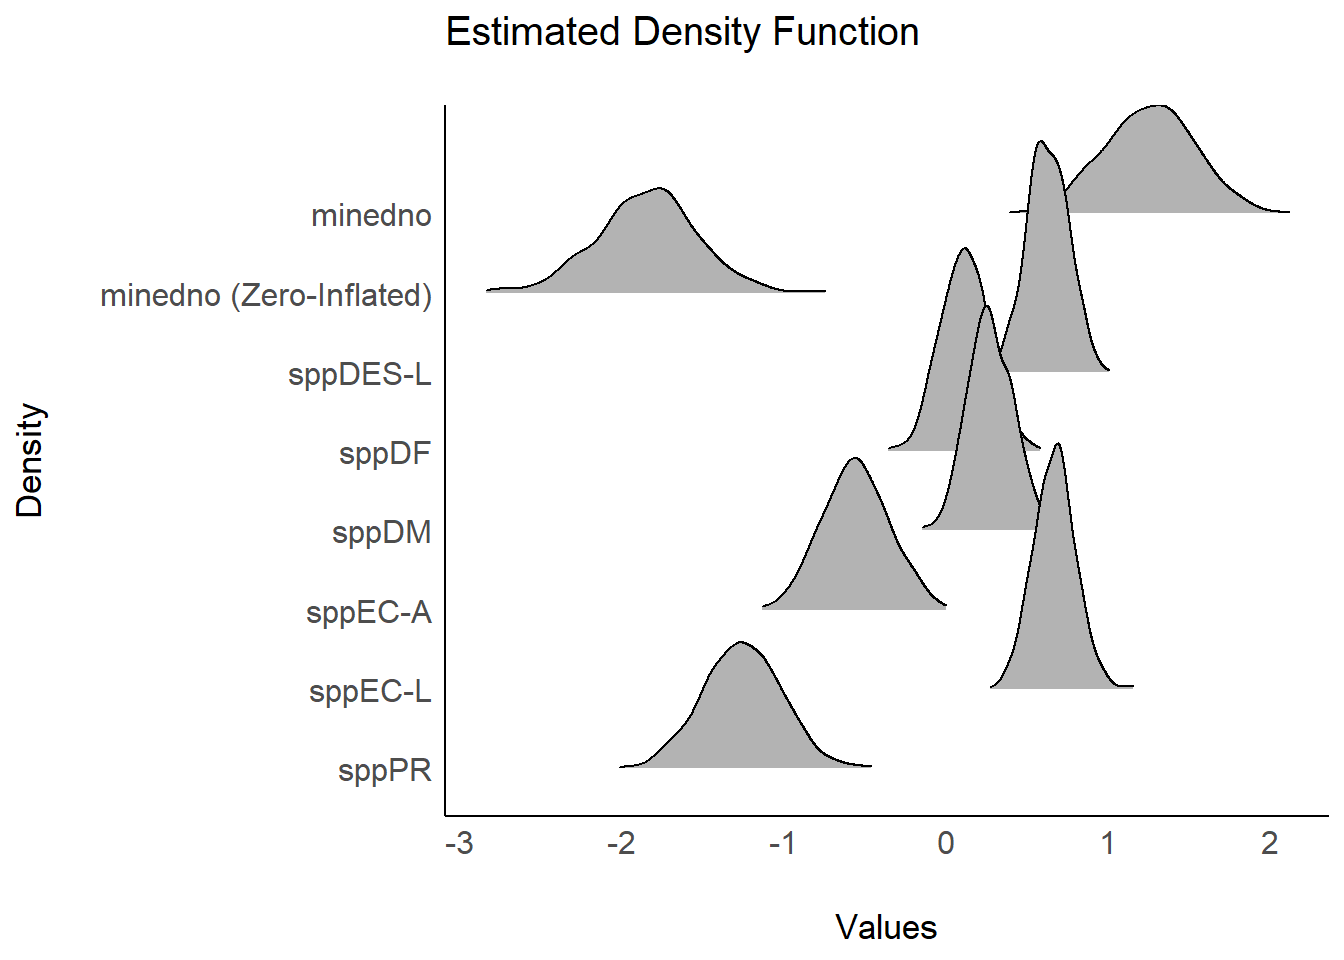 Estimated Density Function
minedno
minedno (Zero-Inflated)
sppDES-L
sppDF
sppDM
sppEC-A
sppEC-L
sppPR
Density
-3 -2 -1 0 1 2
Values